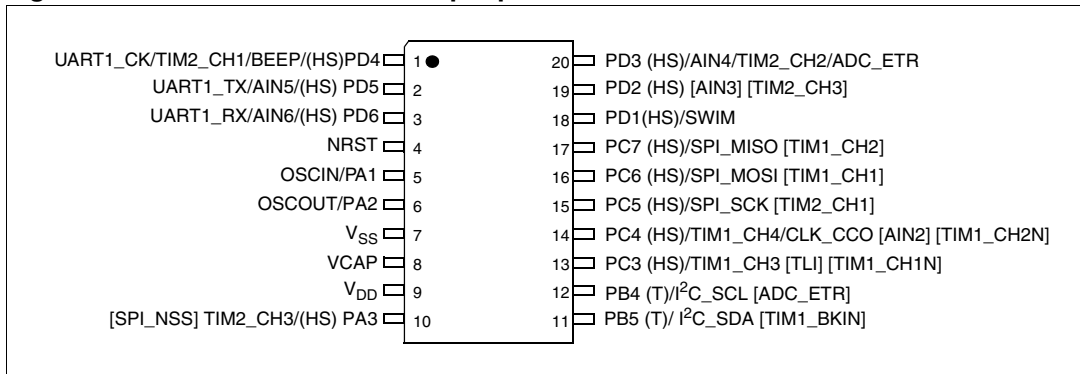 UART1_CK/TIM2_CH1/BEEP/(HS)PD4 1 20 PD3 (HS)/AIN4/TIM2_CH2/ADC_ETR
UART1_TX/AIN5/(HS) PD5 2 19 PD2 (HS) [AIN3] [TIM2_CH3]
UART1_RX/AIN6/(HS) PD6 3 18 PD1(HS)/SWIM
NRST 4 17 PC7 (HS)/SPI_MISO [TIM1_CH2]
OSCIN/PA1 5 16 PC6 (HS)/SPI_MOSI [TIM1_CH1]
OSCOUT/PA2 6 15 PC5 (HS)/SPI_SCK [TIM2_CH1]
VSS 7 14 PC4 (HS)/TIM1_CH4/CLK_CCO [AIN2] [TIM1_CH2N]
VCAP 8 13 PC3 (HS)/TIM1_CH3 [TLI] [TIM1_CH1N]
VDD 9 12 PB4 (T)/I²C_SCL [ADC_ETR]
[SPI_NSS] TIM2_CH3/(HS) PA3 10 11 PB5 (T)/ I²C_SDA [TIM1_BKIN]